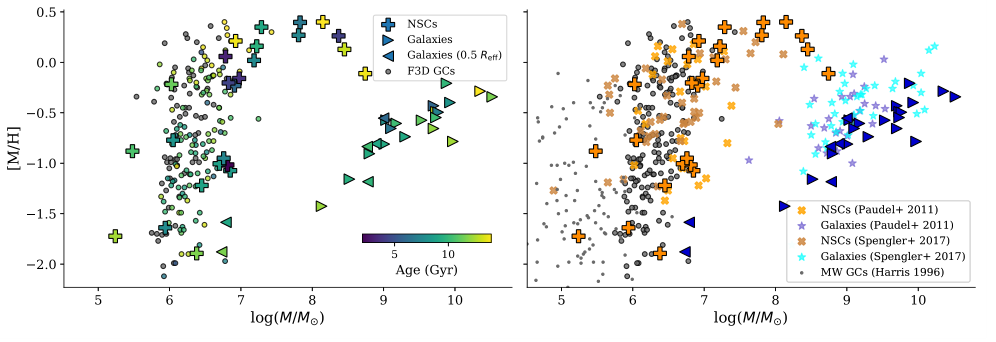 0.5
0.0
−0.5
−1.0
−1.5
−2.0
[M/H]
NSCs
Galaxies
Galaxies (0.5 R_eff)
F3D GCs
5 10
Age (Gyr)
5 6 7 8 9 10
log(M/M⊙)
NSCs (Paudel+ 2011)
Galaxies (Paudel+ 2011)
NSCs (Spengler+ 2017)
Galaxies (Spengler+ 2017)
MW GCs (Harris 1996)
5 6 7 8 9 10
log(M/M⊙)